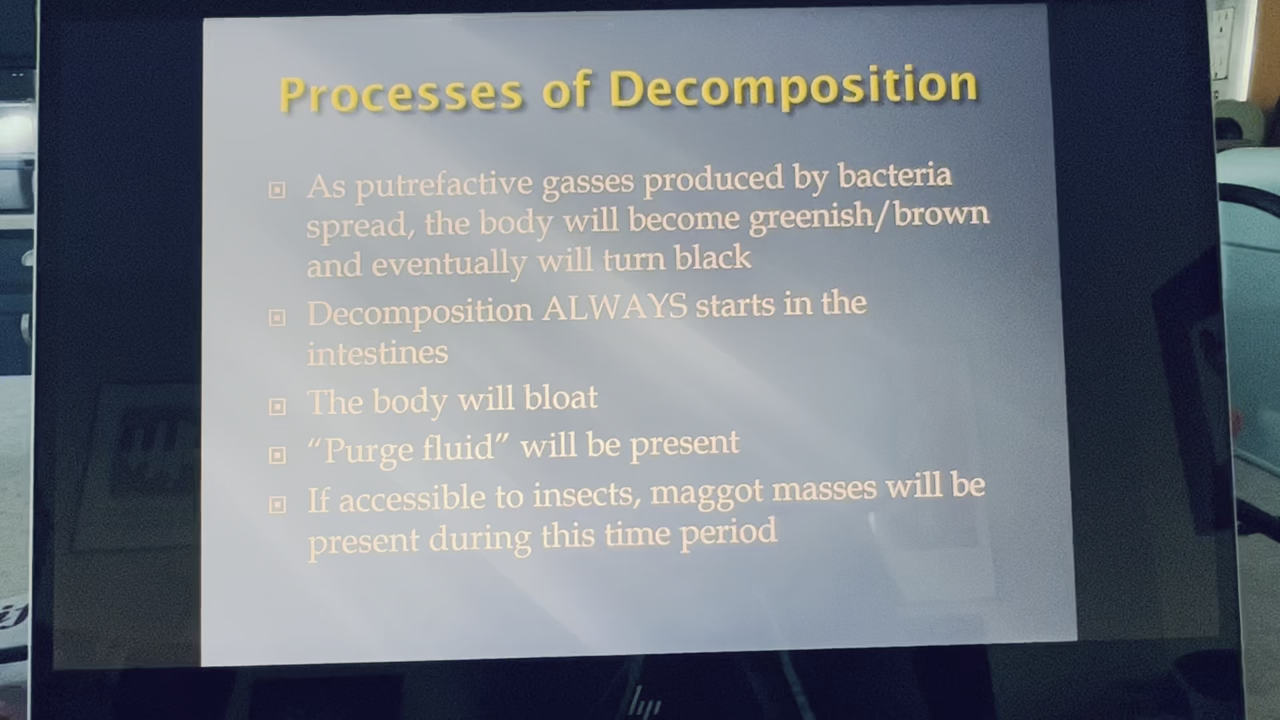 Processes of Decomposition
As putrefactive gasses produced by bacteria
spread, the body will become greenish/brown
and eventually will turn black
Decomposition ALWAYS starts in the
intestines
The body will bloat
“Purge fluid” will be present
If accessible to insects, maggot masses will be
present during this time period
hp